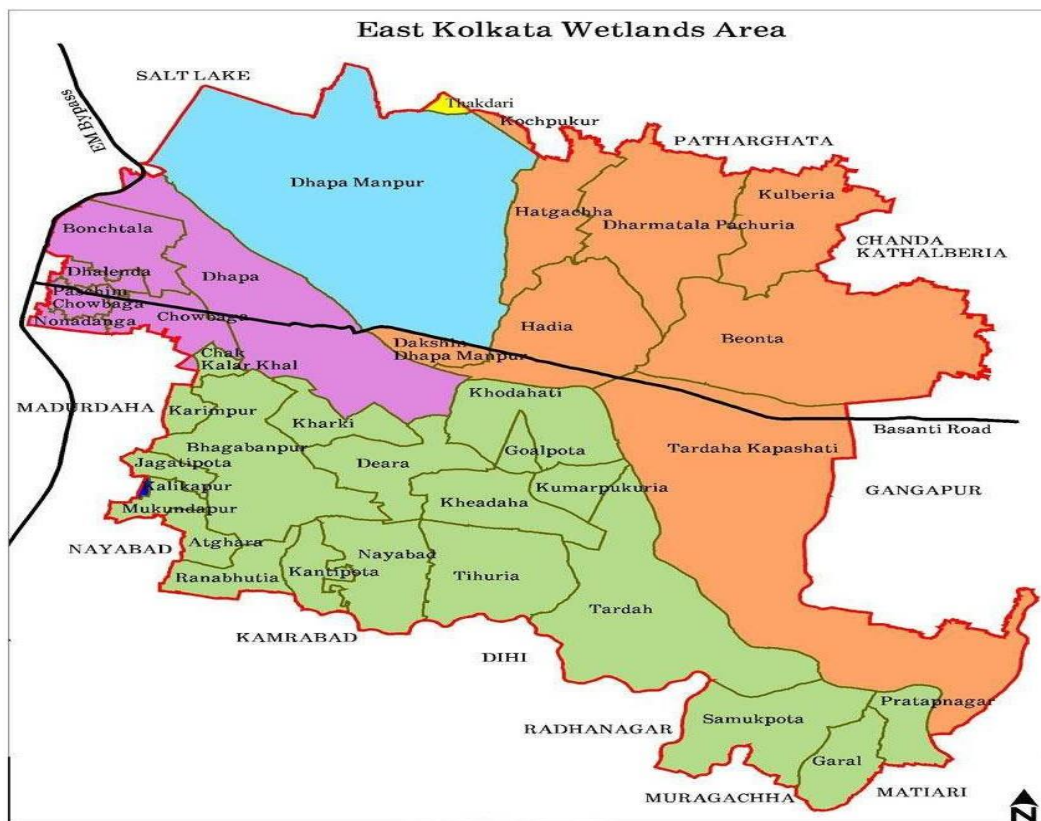 East Kolkata Wetlands Area
SALT LAKE
EM Bypass
Thakdari
Kochpukur
PATHARGHATA
Dhapa Manpur
Kulberia
Hatgachha
Dharmatala Pachuria
Bonchtala
CHANDA
KATHALBERIA
Dhalenda
Dhapa
Paschim
Chowbaga
Chowbaga
Nonadanga
Hadia
Beonta
Dakshin
Dhapa Manpur
Chak
Kalar Khal
Khodahati
MADURDAHA
Karimpur
Kharki
Basanti Road
Bhagabanpur
Goalpota
Tardaha Kapashati
Jagatipota
Deara
Kalikapur
Kumarpukuria
GANGAPUR
Mukundapur
Kheadaha
NAYABAD
Atghara
Nayabad
Ranabhutia
Kantipota
Tihuria
Tardah
KAMRABAD
DIHI
Pratapnagar
Samukpota
RADHANAGAR
Garal
MURAGACHHA
MATIARI
N